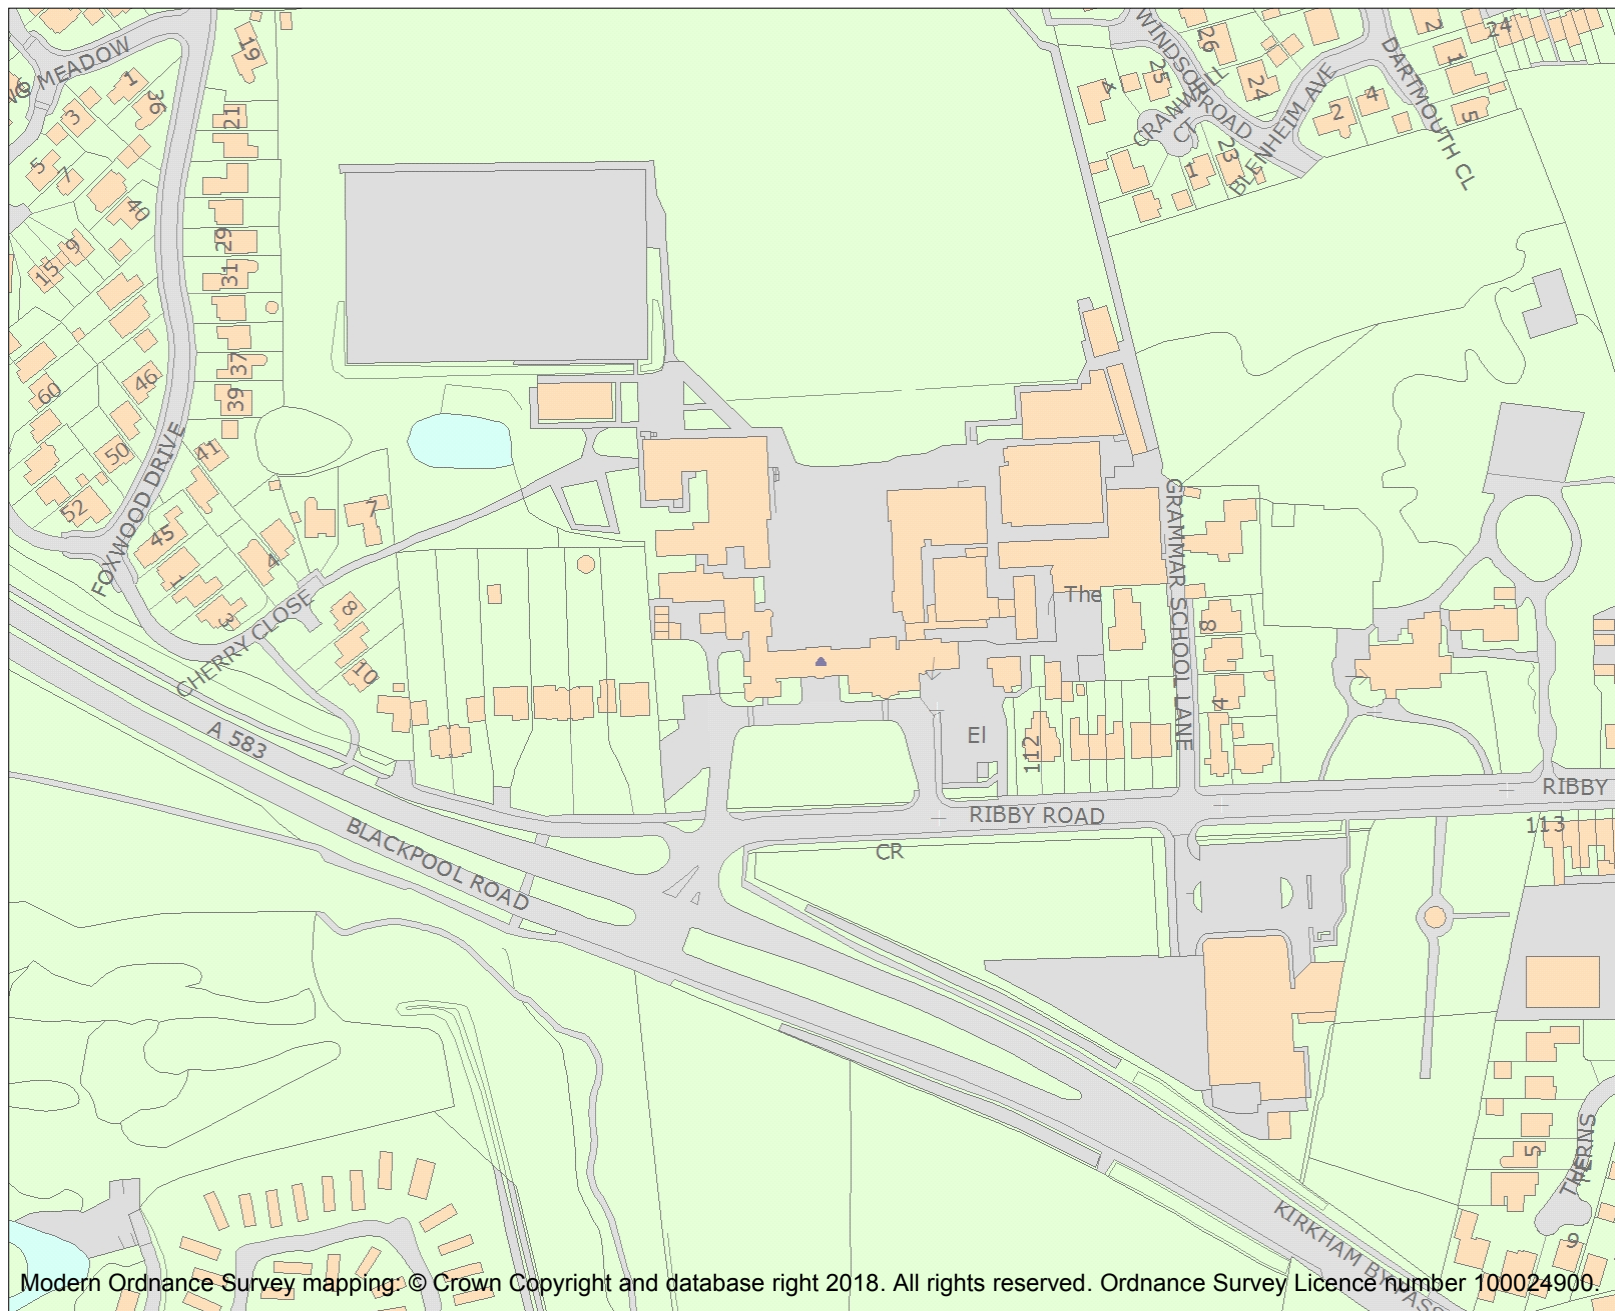 WINDSOR ROAD
DARTMOUTH CL
2
24
26
MEADOW
19
1
36
25
4
CRANWELL
CT
24
BLENHEIM AVE
1
2
4
5
3
21
5
7
23
1
40
29
9
15
31
37
46
60
39
41
50
52
FOXWOOD DRIVE
45
7
4
1
3
GRAMMAR SCHOOL LANE
The
8
8
CHERRY CLOSE
10
4
A 583
El
112
RIBBY ROAD
RIBBY
113
CR
BLACKPOOL ROAD
5
9
KIRKHAM BYPASS
Modern Ordnance Survey mapping: © Crown Copyright and database right 2018. All rights reserved. Ordnance Survey Licence number 100024900.